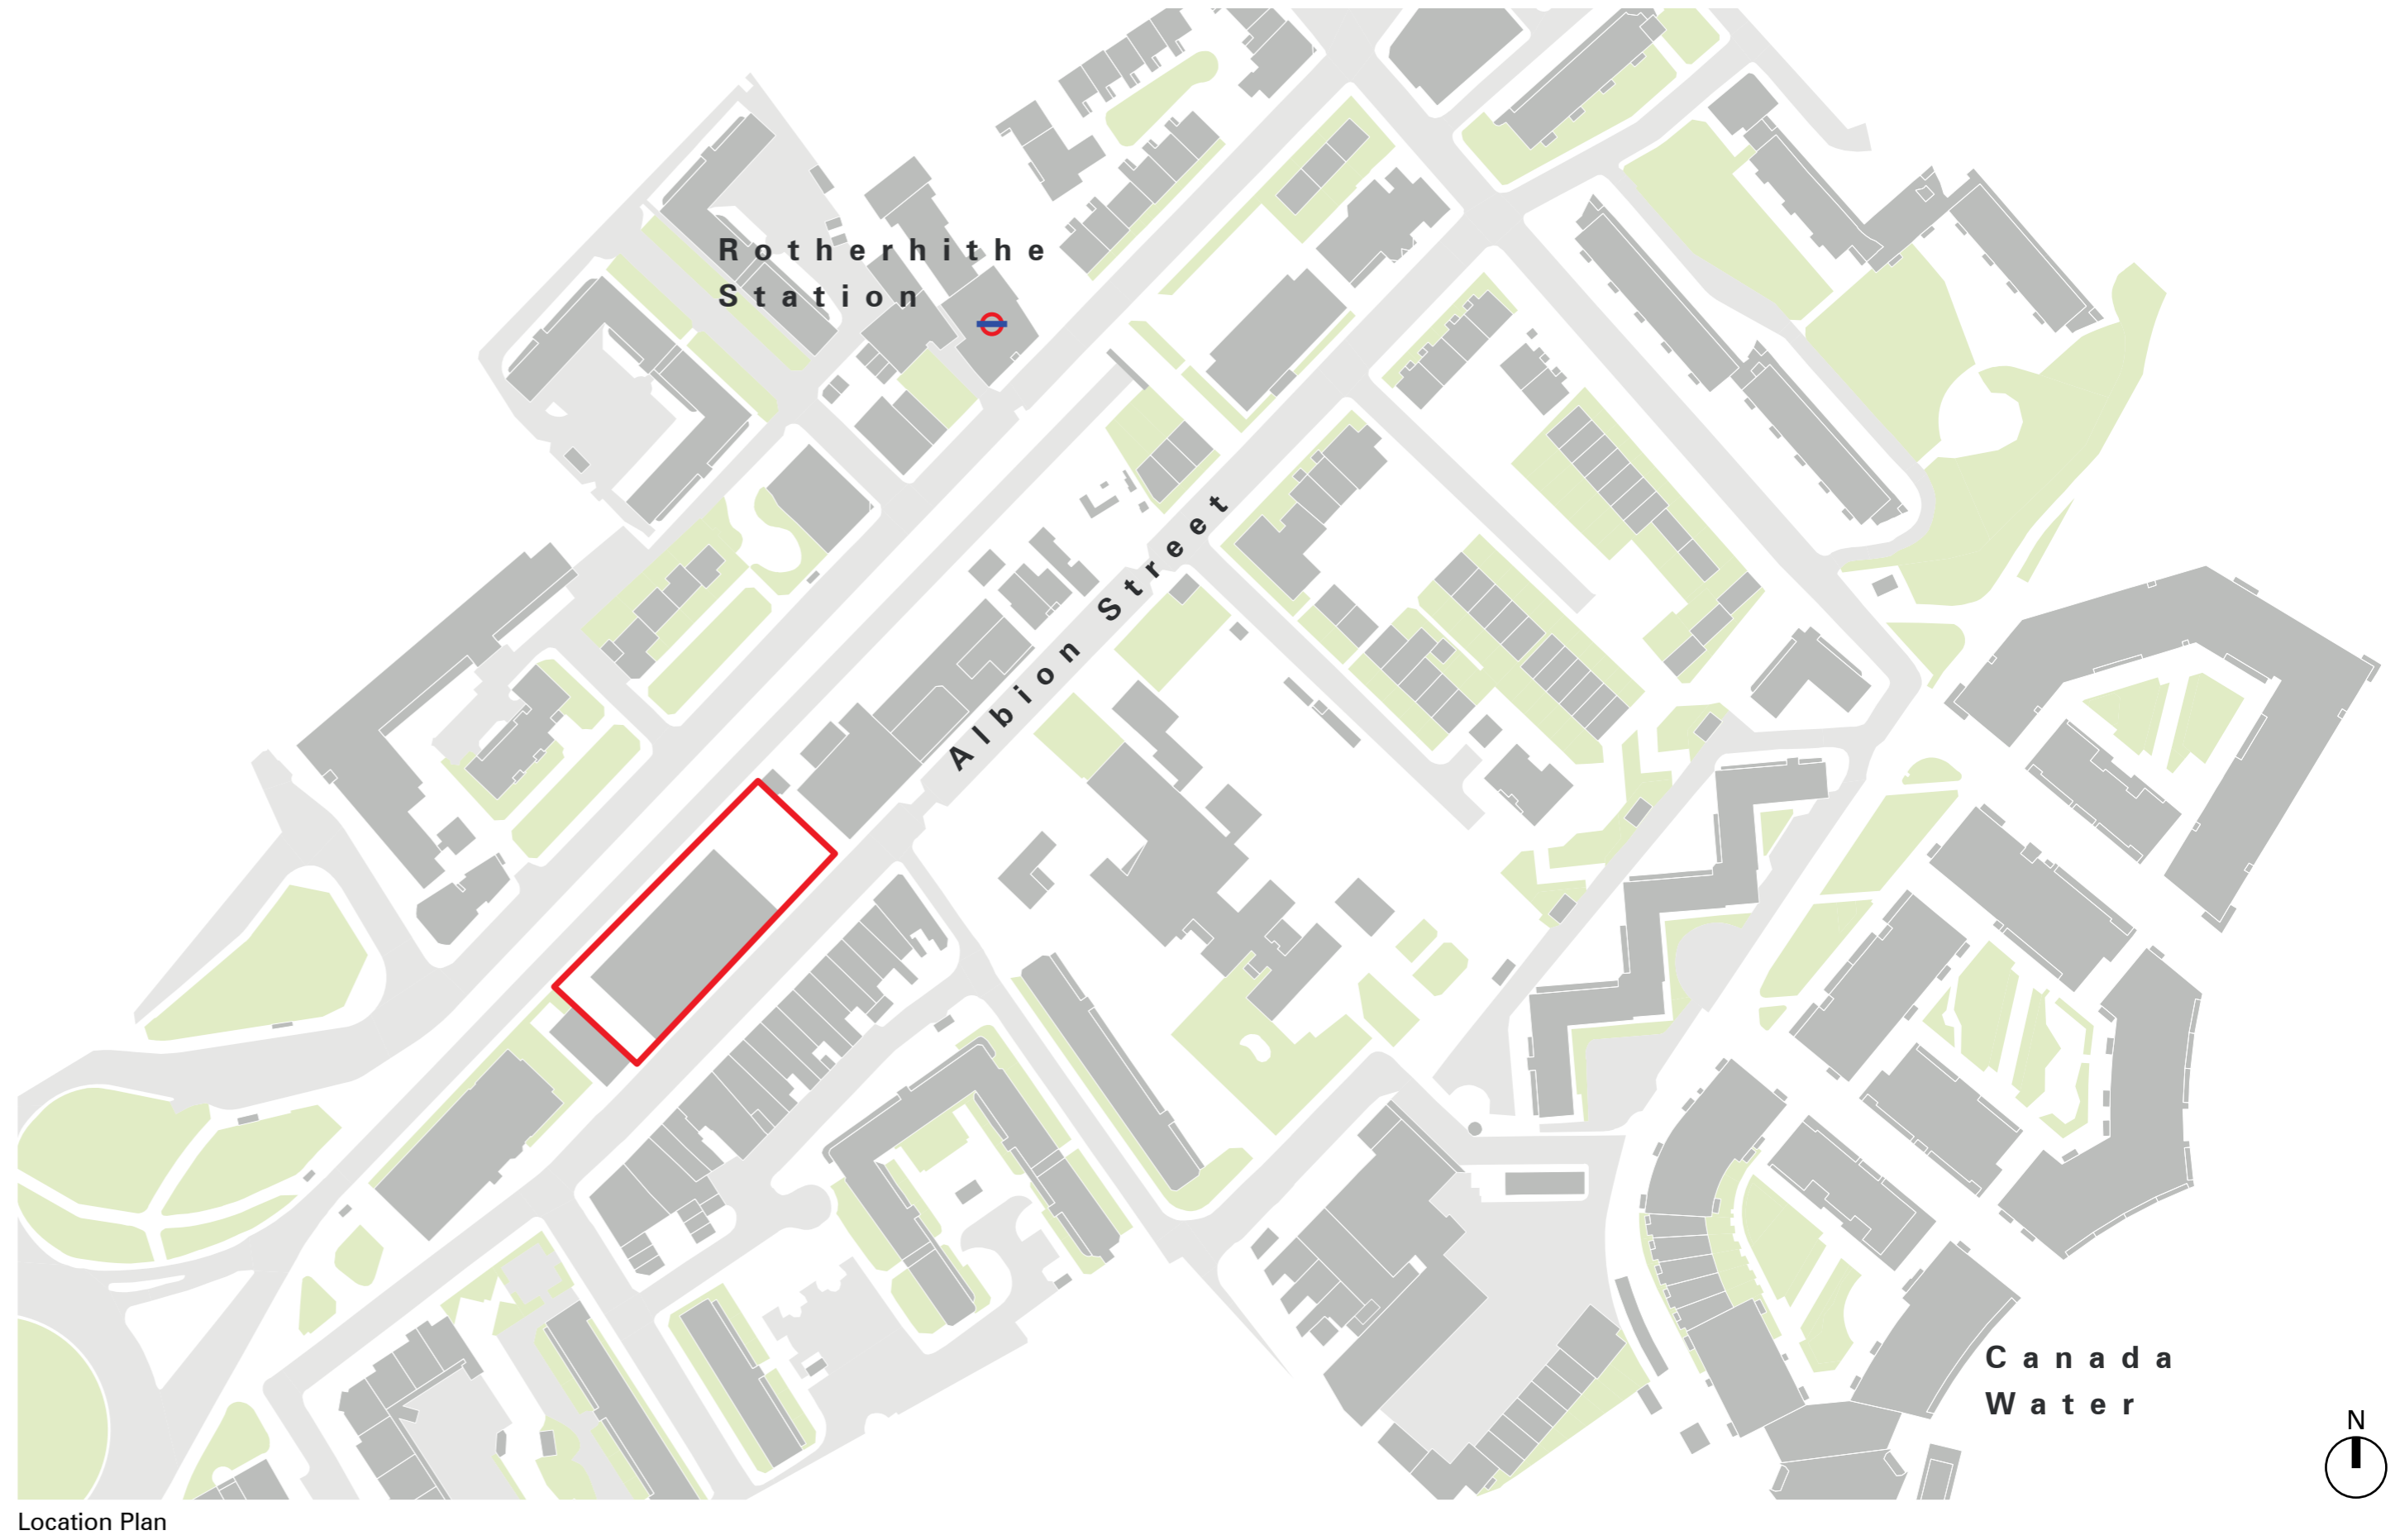 Rotherhithe
Station
Albion Street
Canada
Water
N
Location Plan